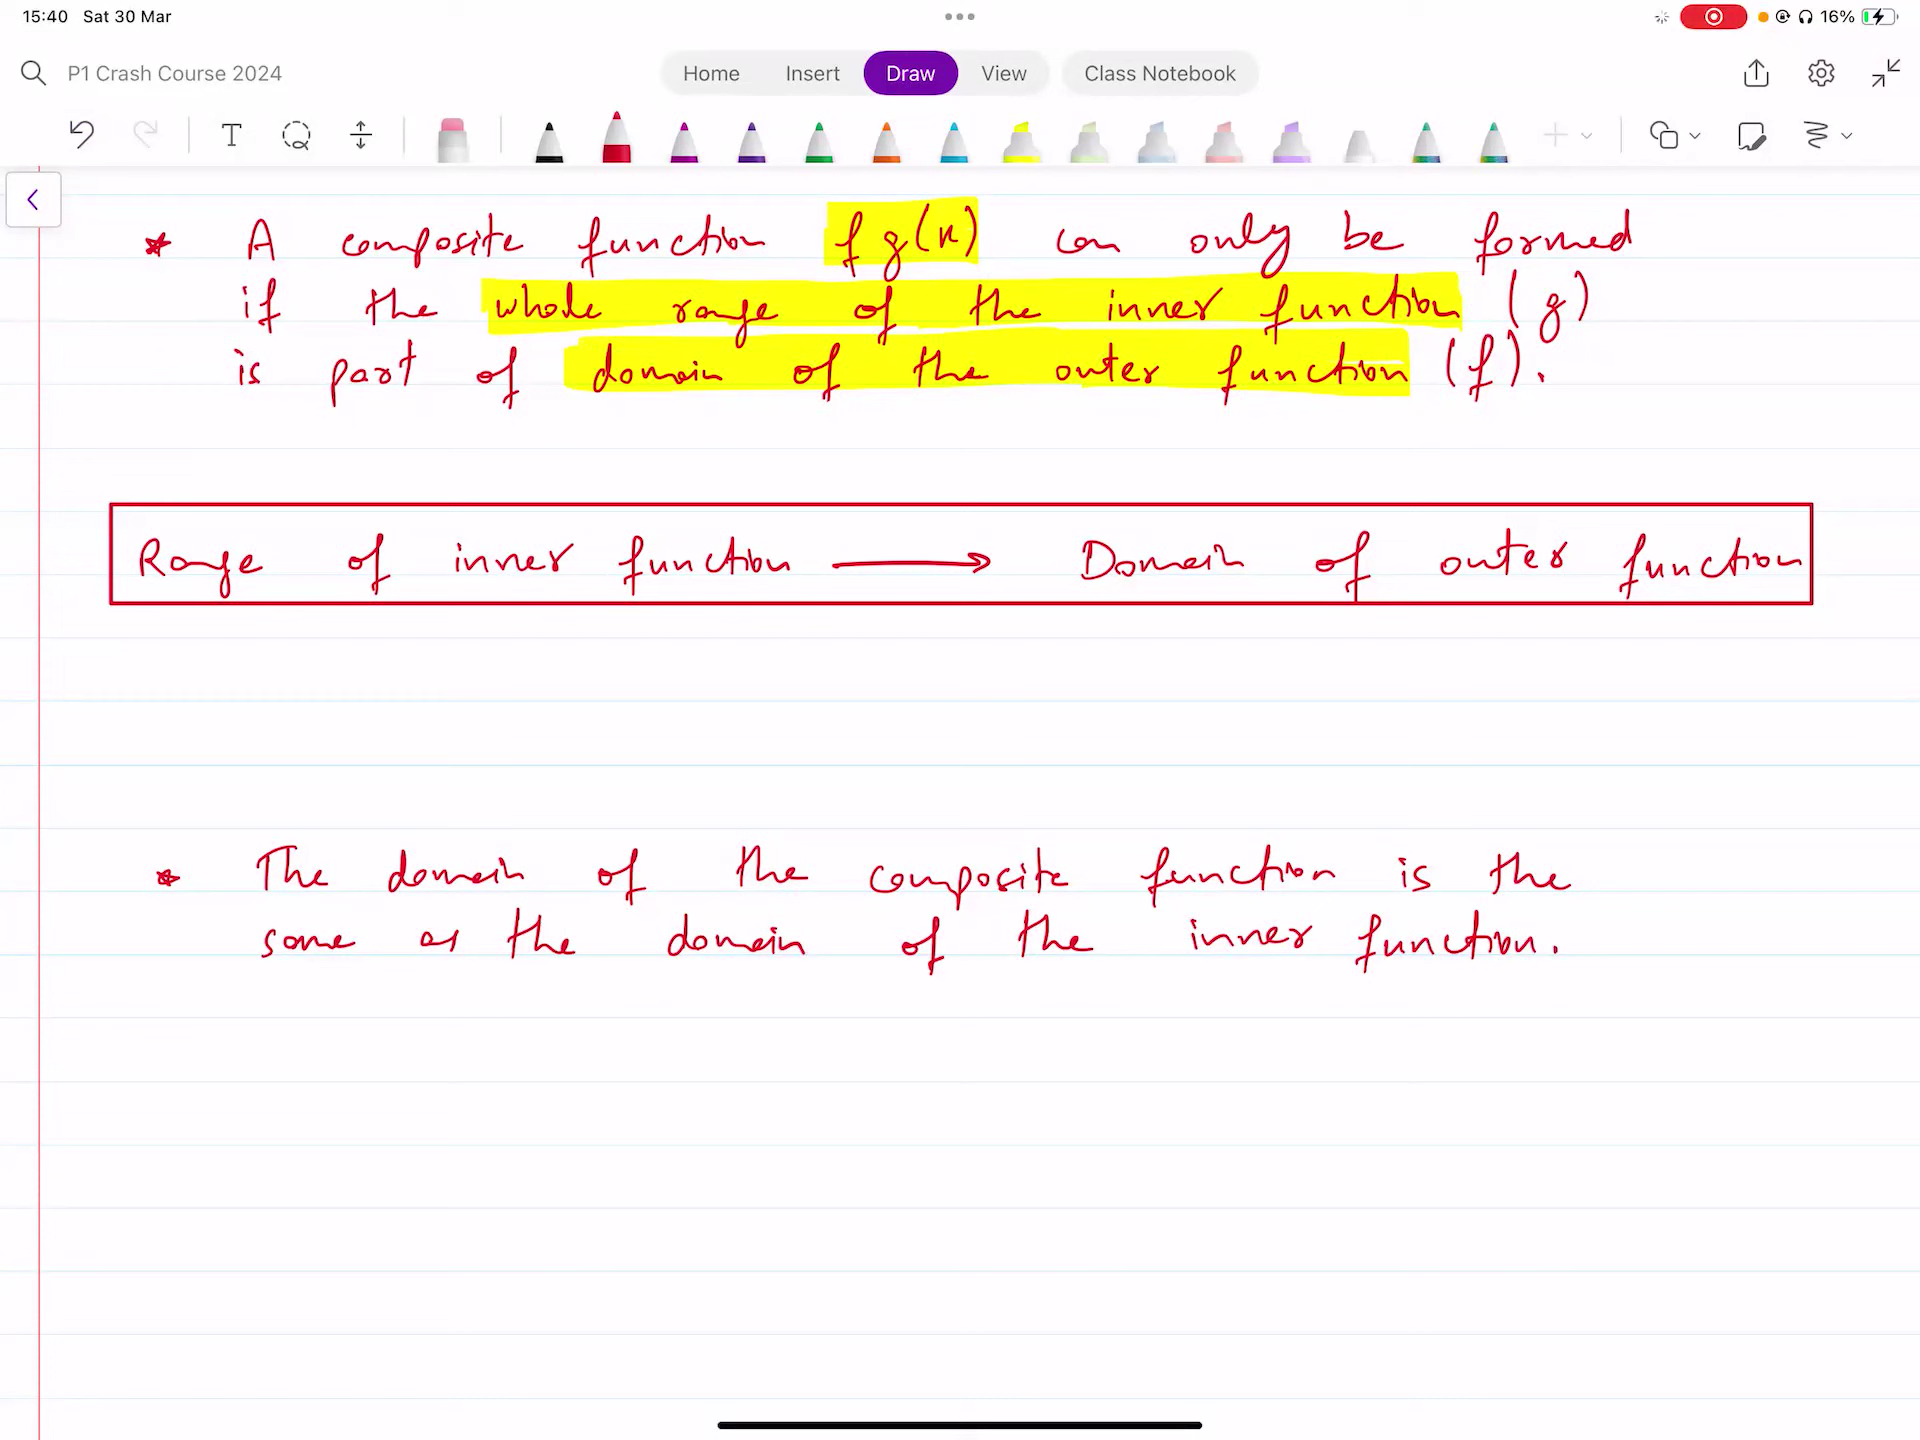 15:40 Sat 30 Mar
16%
P1 Crash Course 2024
Home Insert Draw View Class Notebook
T
* A composite function fg(x) can only be formed
if the whole range of the inner function (g)
is part of domain of the outer function (f).
Range of inner function → Domain of outer function
* The domain of the composite function is the
same as the domain of the inner function.